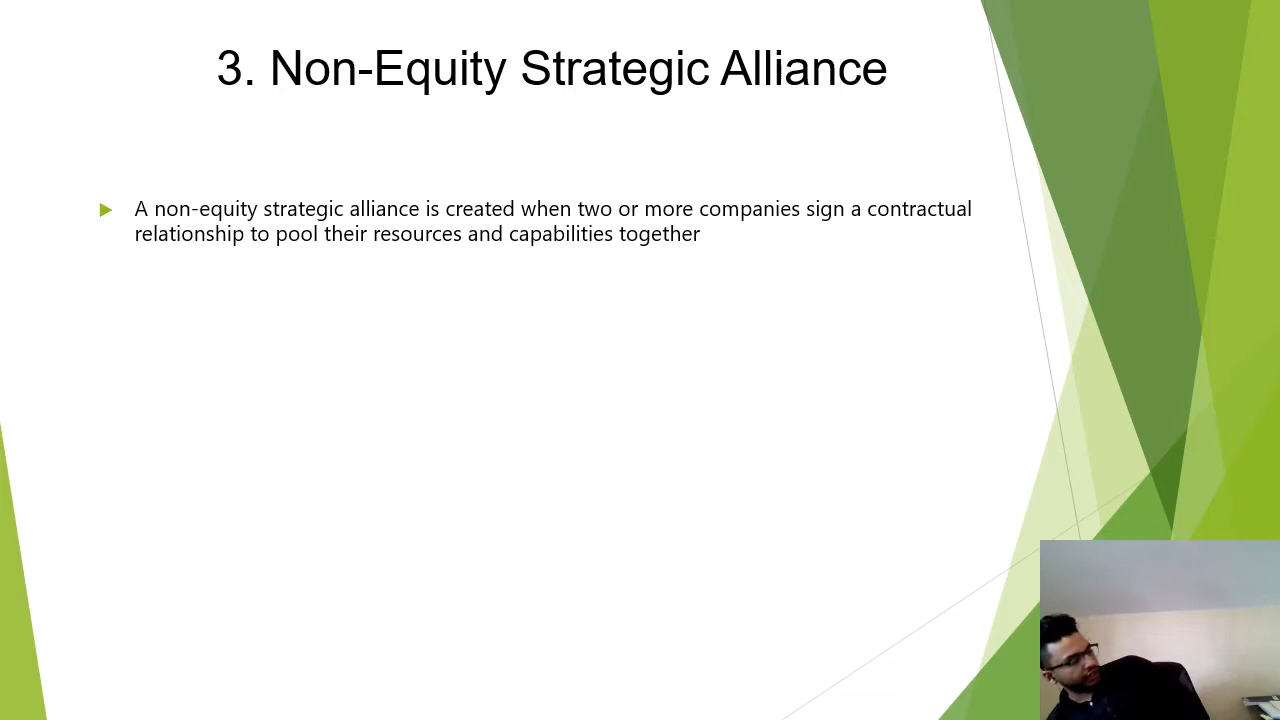 3. Non-Equity Strategic Alliance
A non-equity strategic alliance is created when two or more companies sign a contractual
relationship to pool their resources and capabilities together